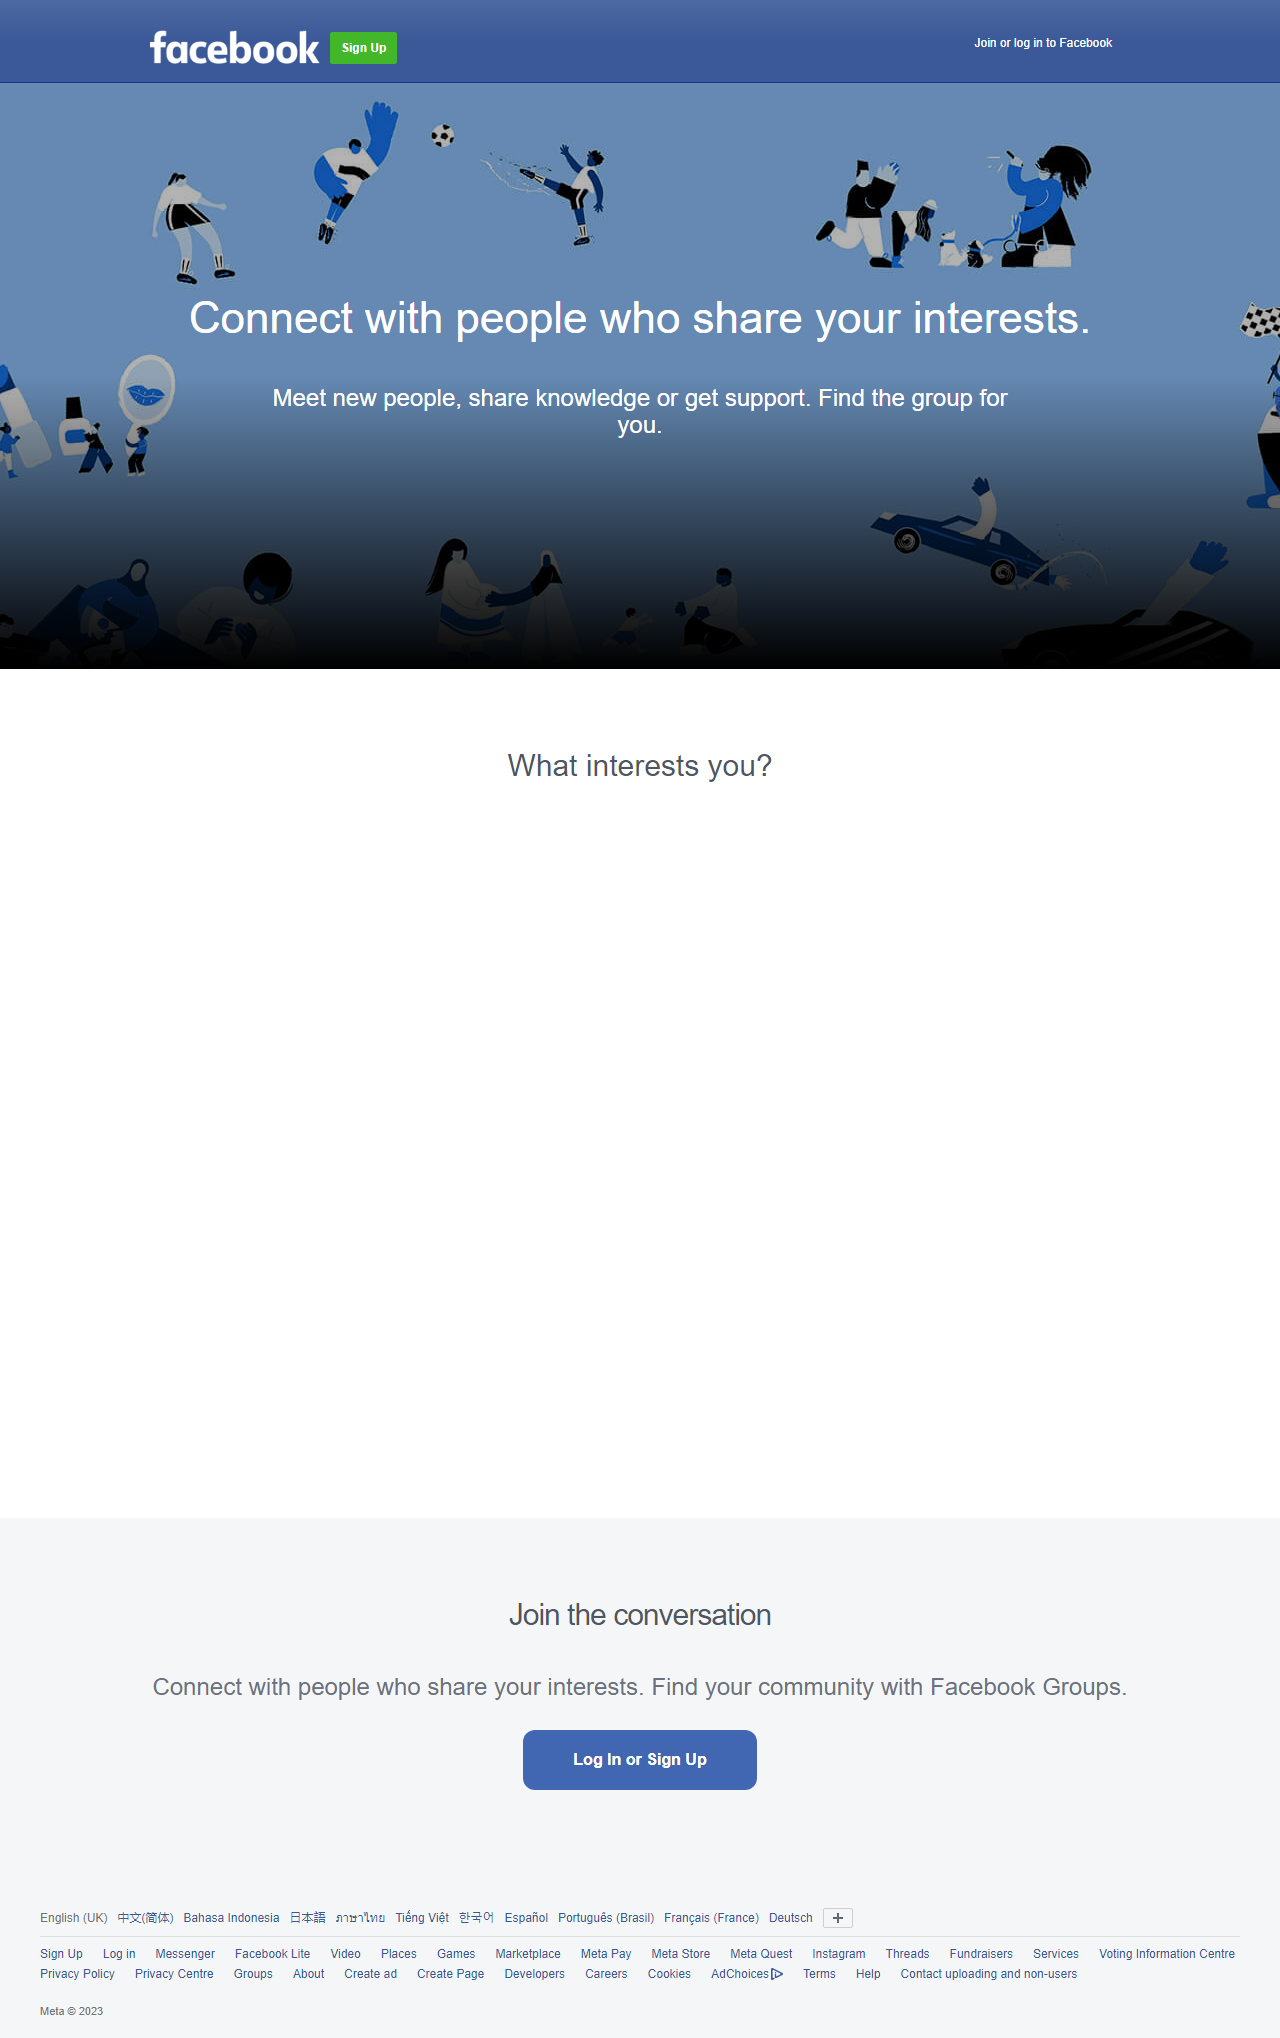 facebook
Sign Up
Join or log in to Facebook
Connect with people who share your interests.
Meet new people, share knowledge or get support. Find the group for
you.
What interests you?
Join the conversation
Connect with people who share your interests. Find your community with Facebook Groups.
Log In or Sign Up
English (UK) 中文(简体) Bahasa Indonesia 日本語 ภาษาไทย Tiếng Việt 한국어 Español Português (Brasil) Français (France) Deutsch
Sign Up Log in Messenger Facebook Lite Video Places Games Marketplace Meta Pay Meta Store Meta Quest Instagram Threads Fundraisers Services Voting Information Centre
Privacy Policy Privacy Centre Groups About Create ad Create Page Developers Careers Cookies AdChoices Terms Help Contact uploading and non-users
Meta © 2023